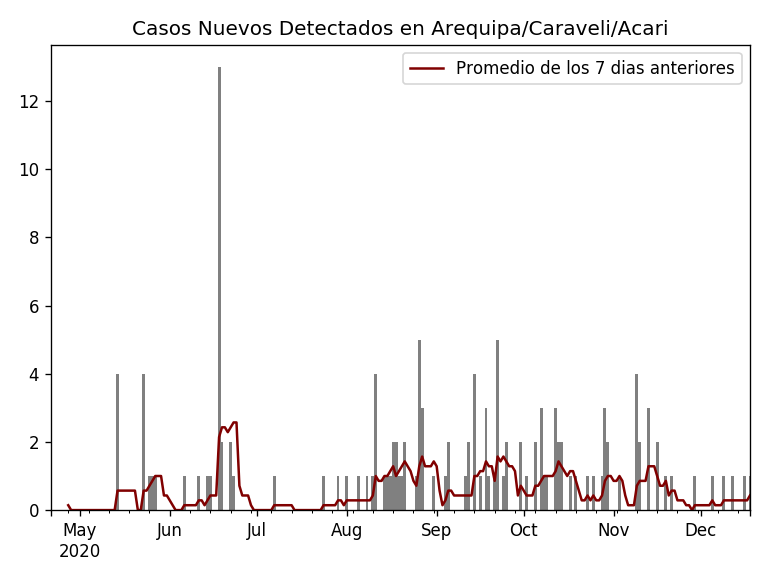 Casos Nuevos Detectados en Arequipa/Caraveli/Acari
Promedio de los 7 dias anteriores
12
10
8
6
4
2
0
May Jun Jul Aug Sep Oct Nov Dec
2020